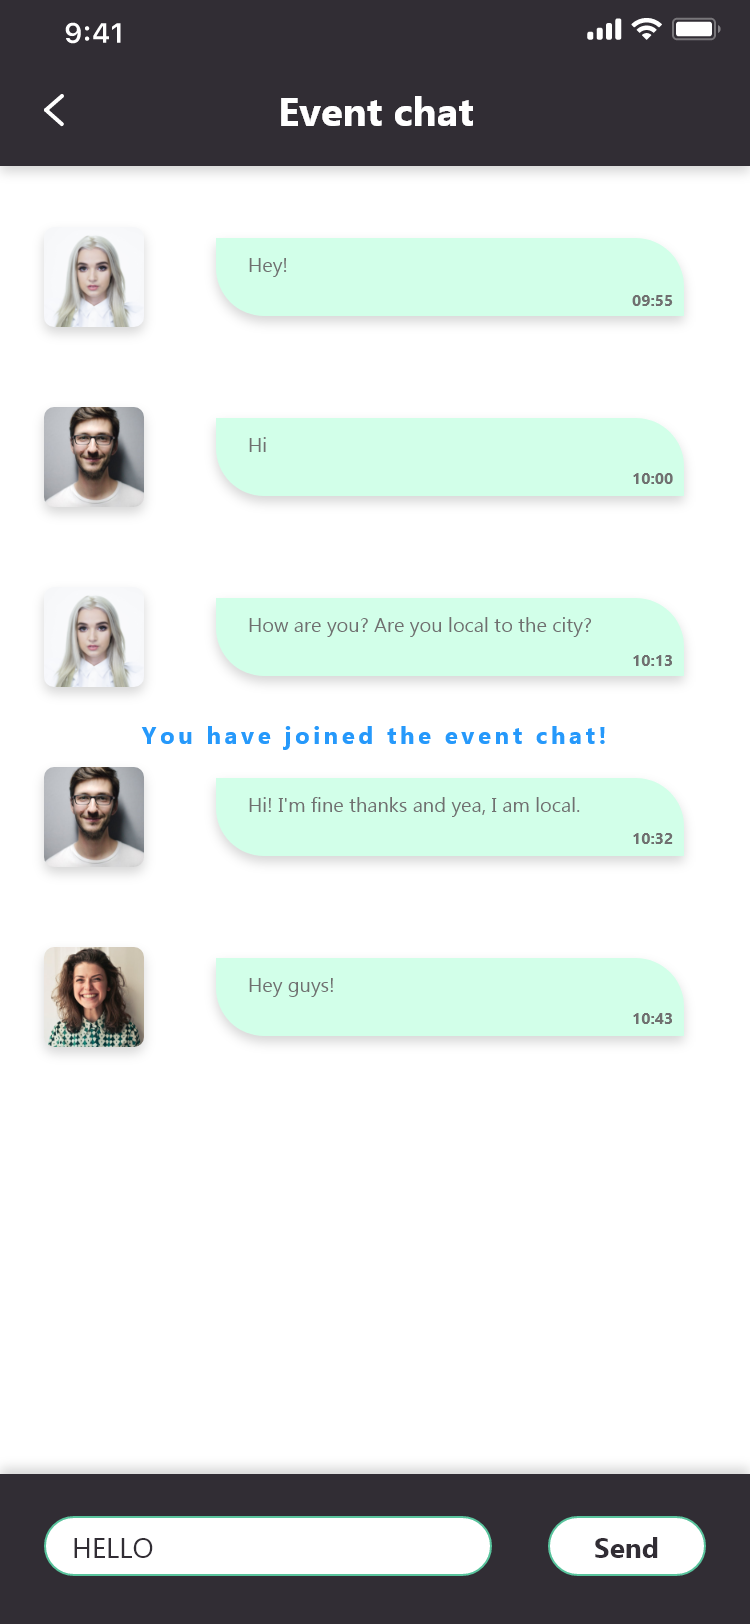 9:41
Event chat
Hey!
09:55
Hi
10:00
How are you? Are you local to the city?
10:13
You have joined the event chat!
Hi! I'm fine thanks and yea, I am local.
10:32
Hey guys!
10:43
HELLO
Send